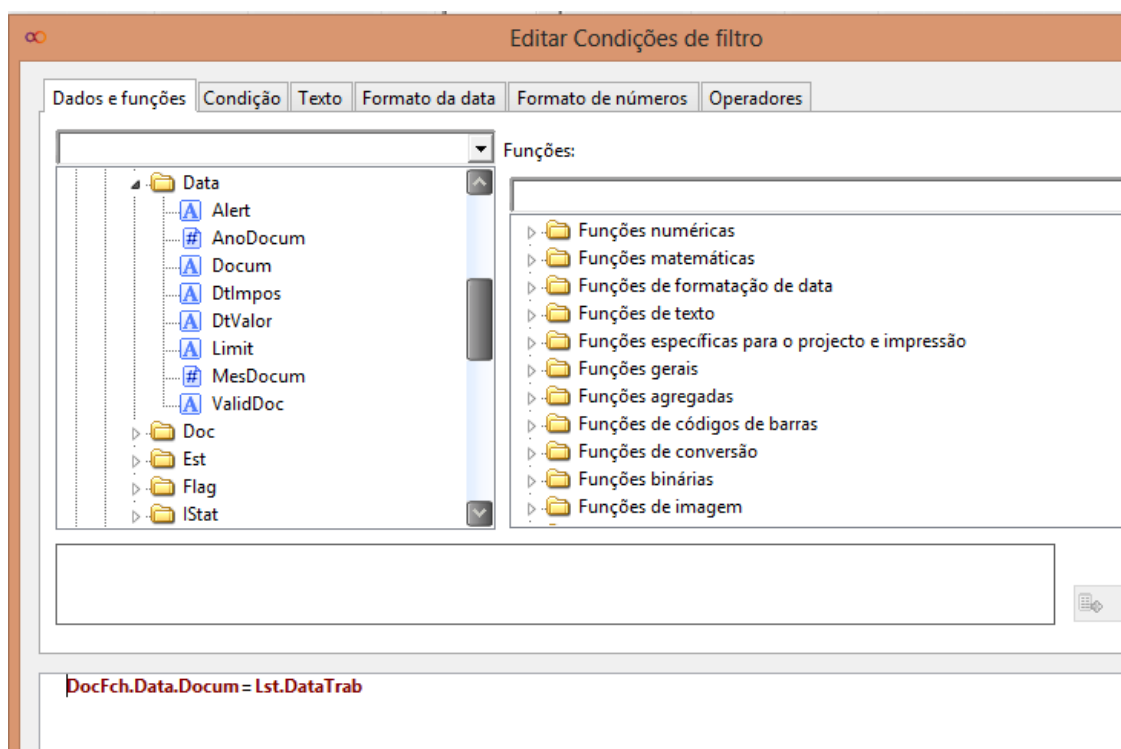 Editar Condições de filtro
Dados e funções Condição Texto Formato da data Formato de números Operadores
Funções:
Data
Alert
AnoDocum
Docum
DtImpos
DtValor
Limit
MesDocum
ValidDoc
Doc
Est
Flag
IStat
Funções numéricas
Funções matemáticas
Funções de formatação de data
Funções de texto
Funções específicas para o projecto e impressão
Funções gerais
Funções agregadas
Funções de códigos de barras
Funções de conversão
Funções binárias
Funções de imagem
DocFch.Data.Docum = Lst.DataTrab